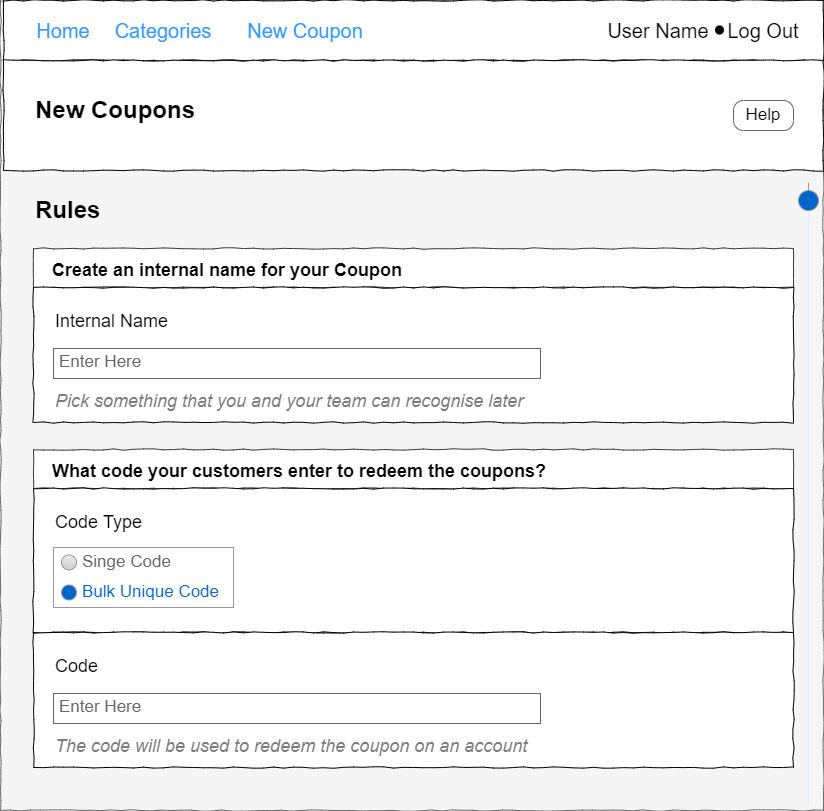 Home Categories New Coupon User Name ●Log Out
New Coupons
Help
Rules
Create an internal name for your Coupon
Internal Name
Enter Here
Pick something that you and your team can recognise later
What code your customers enter to redeem the coupons?
Code Type
Singe Code
Bulk Unique Code
Code
Enter Here
The code will be used to redeem the coupon on an account